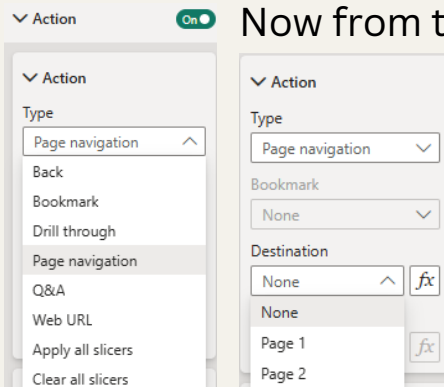 Action
On
Action
Type
Page navigation
Back
Bookmark
Drill through
Page navigation
Q&A
Web URL
Apply all slicers
Clear all slicers
Now from t
Action
Type
Page navigation
Bookmark
None
Destination
None
fx
None
Page 1
fx
Page 2